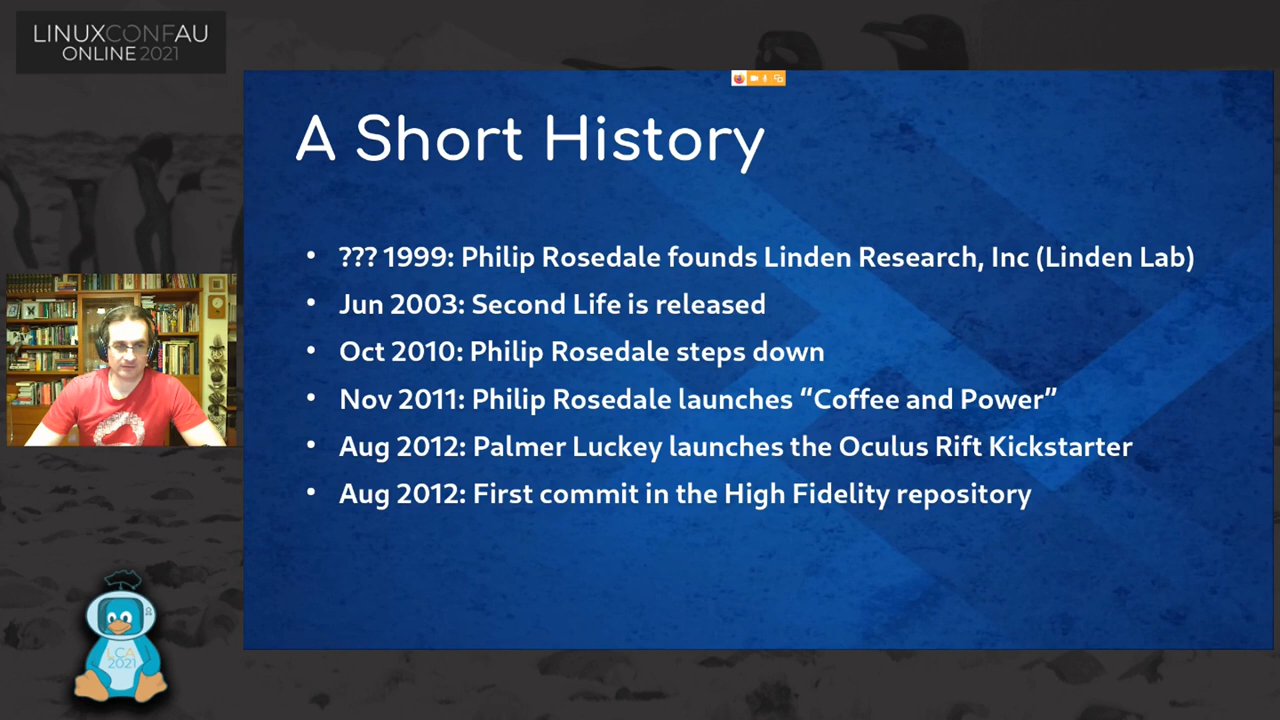 LINUXCONFAU
ONLINE 2021
A Short History
• ??? 1999: Philip Rosedale founds Linden Research, Inc (Linden Lab)
• Jun 2003: Second Life is released
• Oct 2010: Philip Rosedale steps down
• Nov 2011: Philip Rosedale launches “Coffee and Power”
• Aug 2012: Palmer Luckey launches the Oculus Rift Kickstarter
• Aug 2012: First commit in the High Fidelity repository
LCA
2021